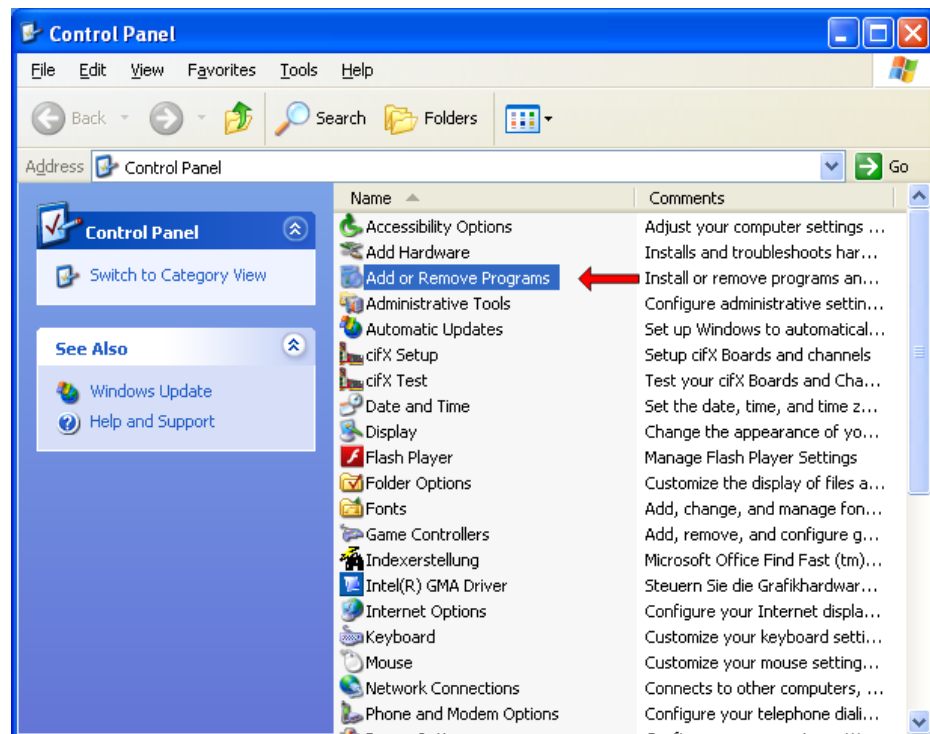 Control Panel
File Edit View Favorites Tools Help
Back Search Folders
Address Control Panel Go
Control Panel
Switch to Category View
See Also
Windows Update
Help and Support
Name Comments
Accessibility Options Adjust your computer settings ...
Add Hardware Installs and troubleshoots har...
Add or Remove Programs Install or remove programs an...
Administrative Tools Configure administrative settin...
Automatic Updates Set up Windows to automatical...
cifX Setup Setup cifX Boards and channels
cifX Test Test your cifX Boards and Cha...
Date and Time Set the date, time, and time z...
Display Change the appearance of yo...
Flash Player Manage Flash Player Settings
Folder Options Customize the display of files a...
Fonts Add, change, and manage fon...
Game Controllers Add, remove, and configure g...
Indexerstellung Microsoft Office Find Fast (tm)...
Intel(R) GMA Driver Steuern Sie die Grafikhardwar...
Internet Options Configure your Internet displa...
Keyboard Customize your keyboard setti...
Mouse Customize your mouse setting...
Network Connections Connects to other computers, ...
Phone and Modem Options Configure your telephone diali...